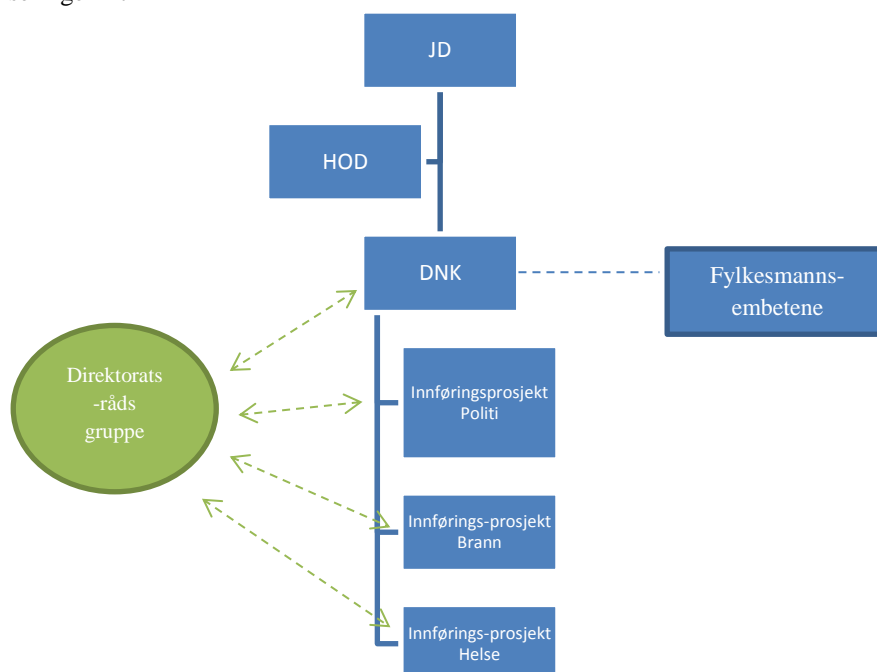 JD
HOD
DNK
Fylkesmanns-
embetene
Direktorats
-råds
gruppe
Innføringsprosjekt
Politi
Innførings-prosjekt
Brann
Innførings-prosjekt
Helse